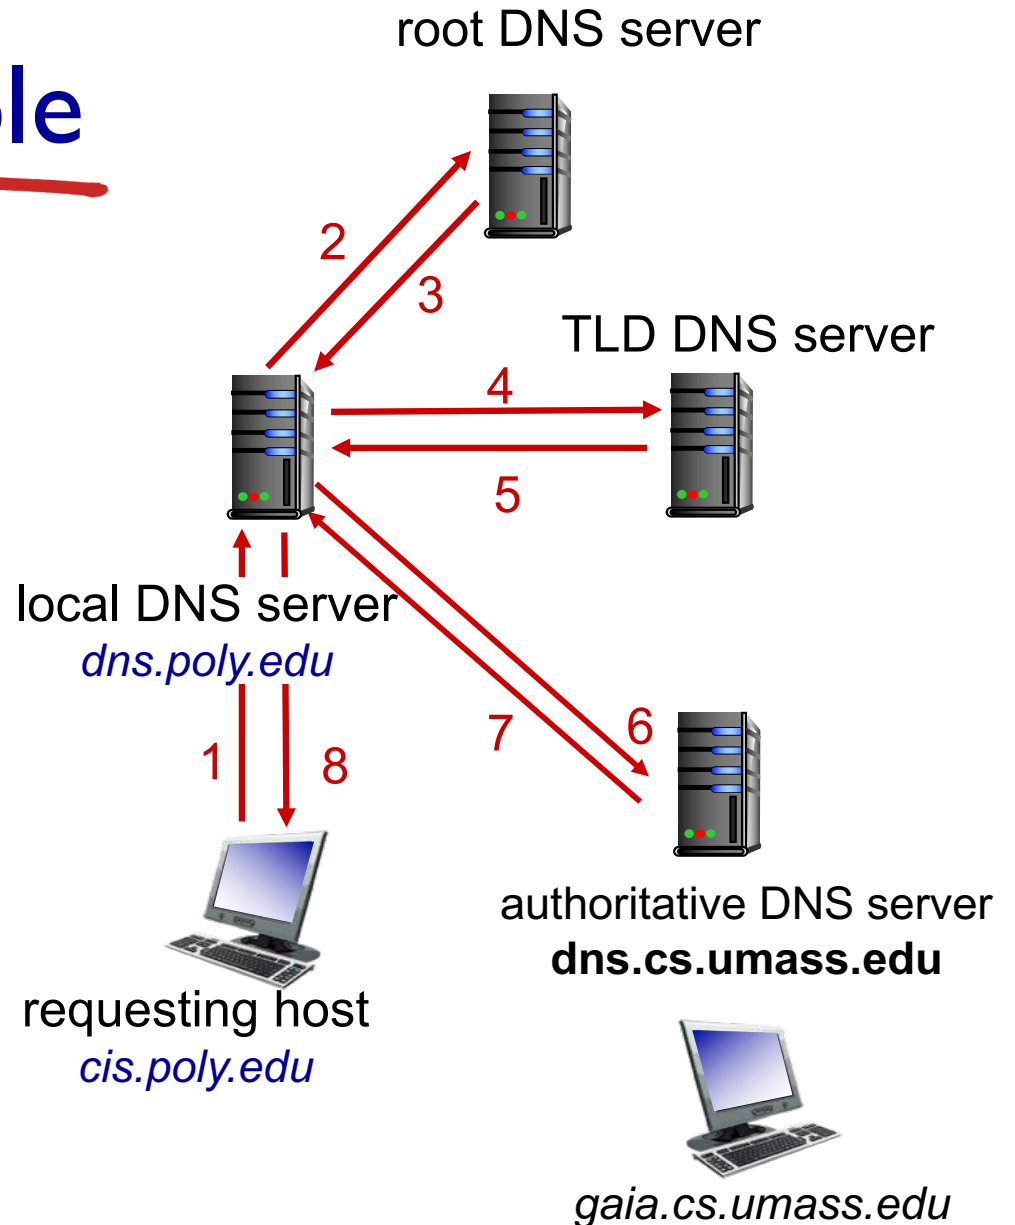 root DNS server
2
3
TLD DNS server
4
5
local DNS server
dns.poly.edu
7
6
1
8
authoritative DNS server
dns.cs.umass.edu
requesting host
cis.poly.edu
gaia.cs.umass.edu